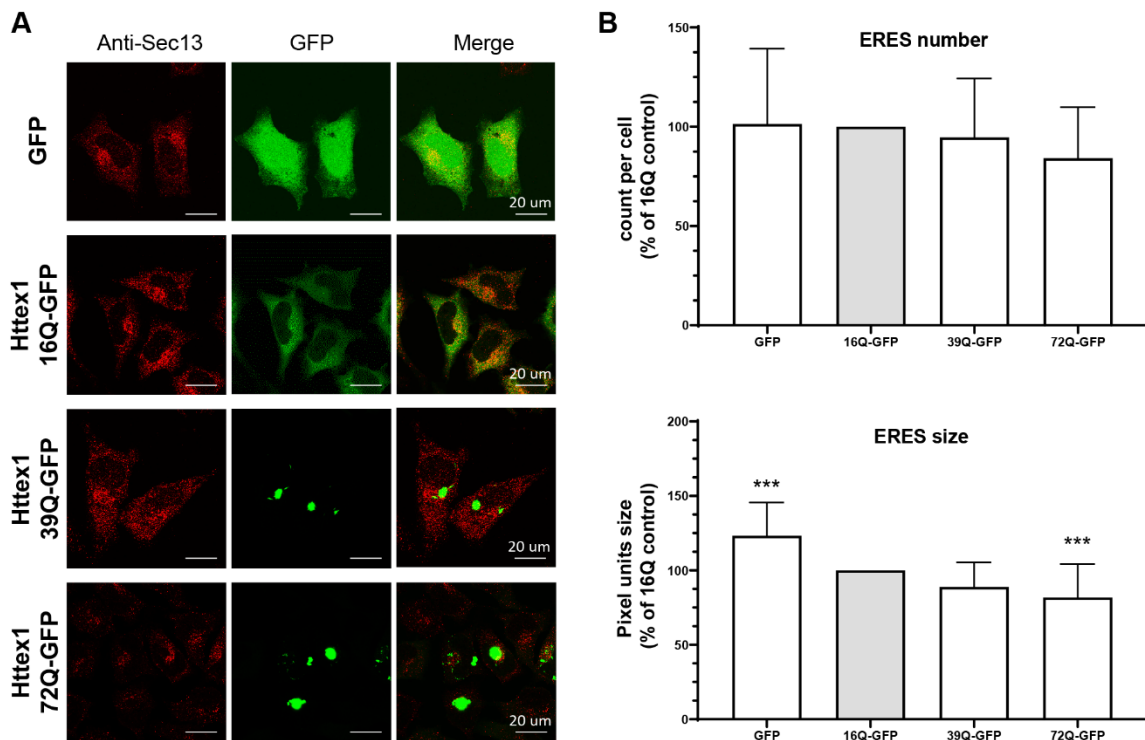 A
Anti-Sec13 GFP Merge
GFP
20 um
Httex1
16Q-GFP
20 um
Httex1
39Q-GFP
20 um
Httex1
72Q-GFP
20 um
B
ERES number
count per cell
(% of 16Q control)
150
100
50
0
GFP 16Q-GFP 39Q-GFP 72Q-GFP
ERES size
Pixel units size
(% of 16Q control)
200
150
100
50
0
*** ***
GFP 16Q-GFP 39Q-GFP 72Q-GFP